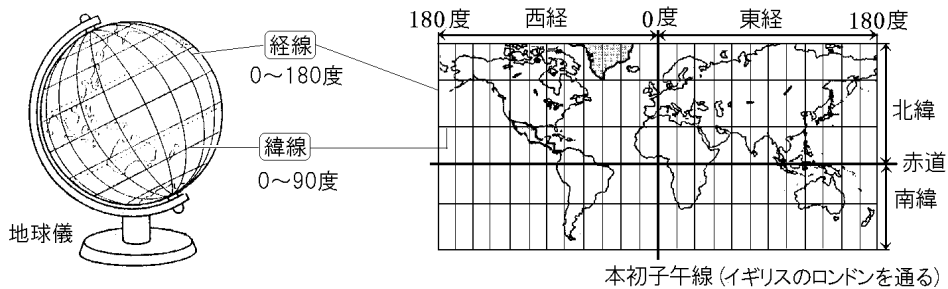 180度 西経 0度 東経 180度
経線
0～180度
緯線
0～90度
地球儀
北緯
赤道
南緯
本初子午線(イギリスのロンドンを通る)